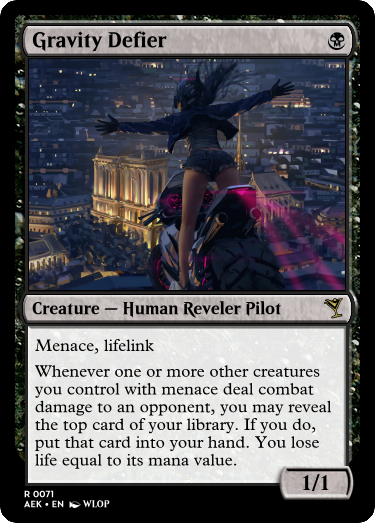 Gravity Defier
Creature — Human Reveler Pilot
Menace, lifelink
Whenever one or more other creatures
you control with menace deal combat
damage to an opponent, you may reveal
the top card of your library. If you do,
put that card into your hand. You lose
life equal to its mana value.
1/1
R 0071
AEK • EN WLOP